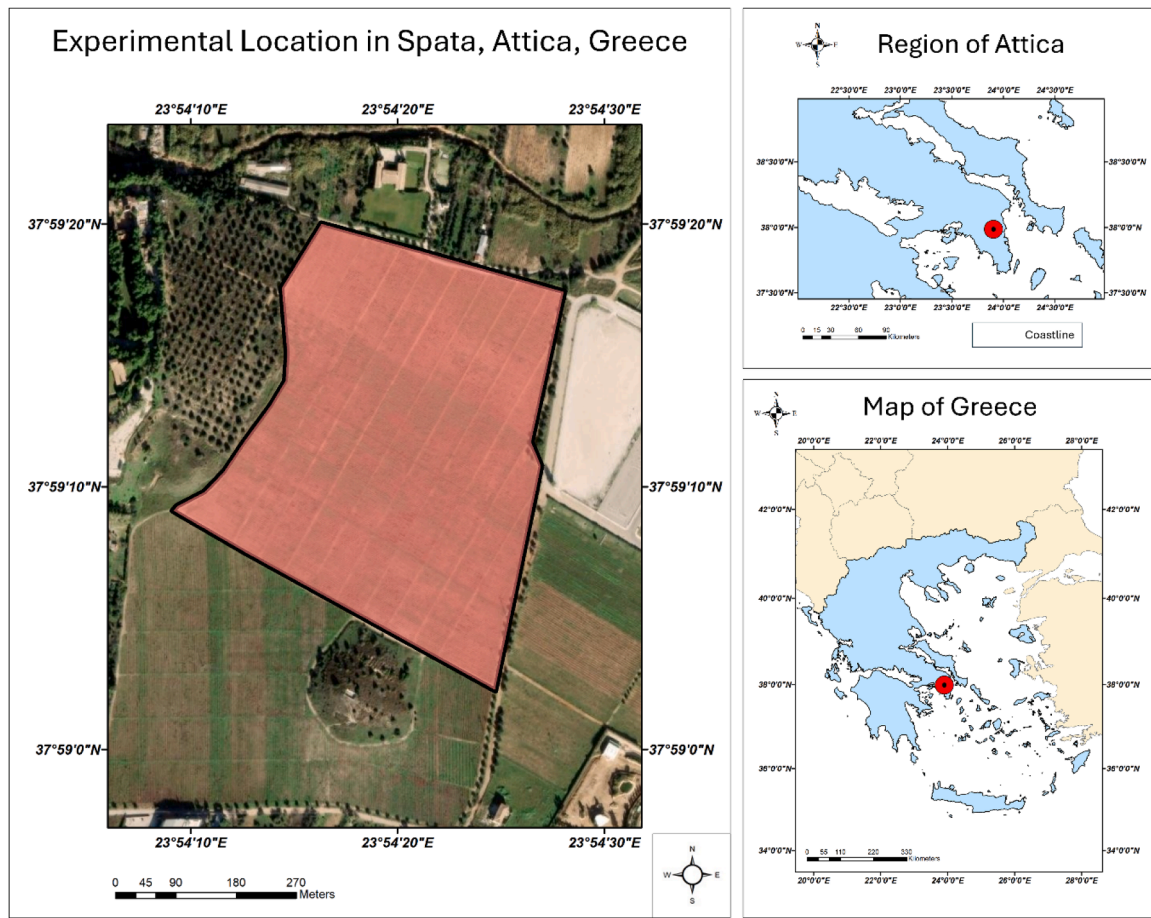 Experimental Location in Spata, Attica, Greece
23°54'10"E 23°54'20"E 23°54'30"E
37°59'20"N 37°59'20"N
37°59'10"N 37°59'10"N
37°59'0"N 37°59'0"N
23°54'10"E 23°54'20"E 23°54'30"E
0 45 90 180 270
Meters
N
W E
S
Region of Attica
N
W E
S
22°30'0"E 23°0'0"E 23°30'0"E 24°0'0"E 24°30'0"E
38°30'0"N 38°30'0"N
38°0'0"N 38°0'0"N
37°30'0"N 37°30'0"N
22°30'0"E 23°0'0"E 23°30'0"E 24°0'0"E 24°30'0"E
0 15 30 60 90
Kilometers
Coastline
Map of Greece
N
W E
S
20°0'0"E 22°0'0"E 24°0'0"E 26°0'0"E 28°0'0"E
42°0'0"N 42°0'0"N
40°0'0"N 40°0'0"N
38°0'0"N 38°0'0"N
36°0'0"N 36°0'0"N
34°0'0"N 34°0'0"N
20°0'0"E 22°0'0"E 24°0'0"E 26°0'0"E 28°0'0"E
0 55 110 220 330
Kilometers